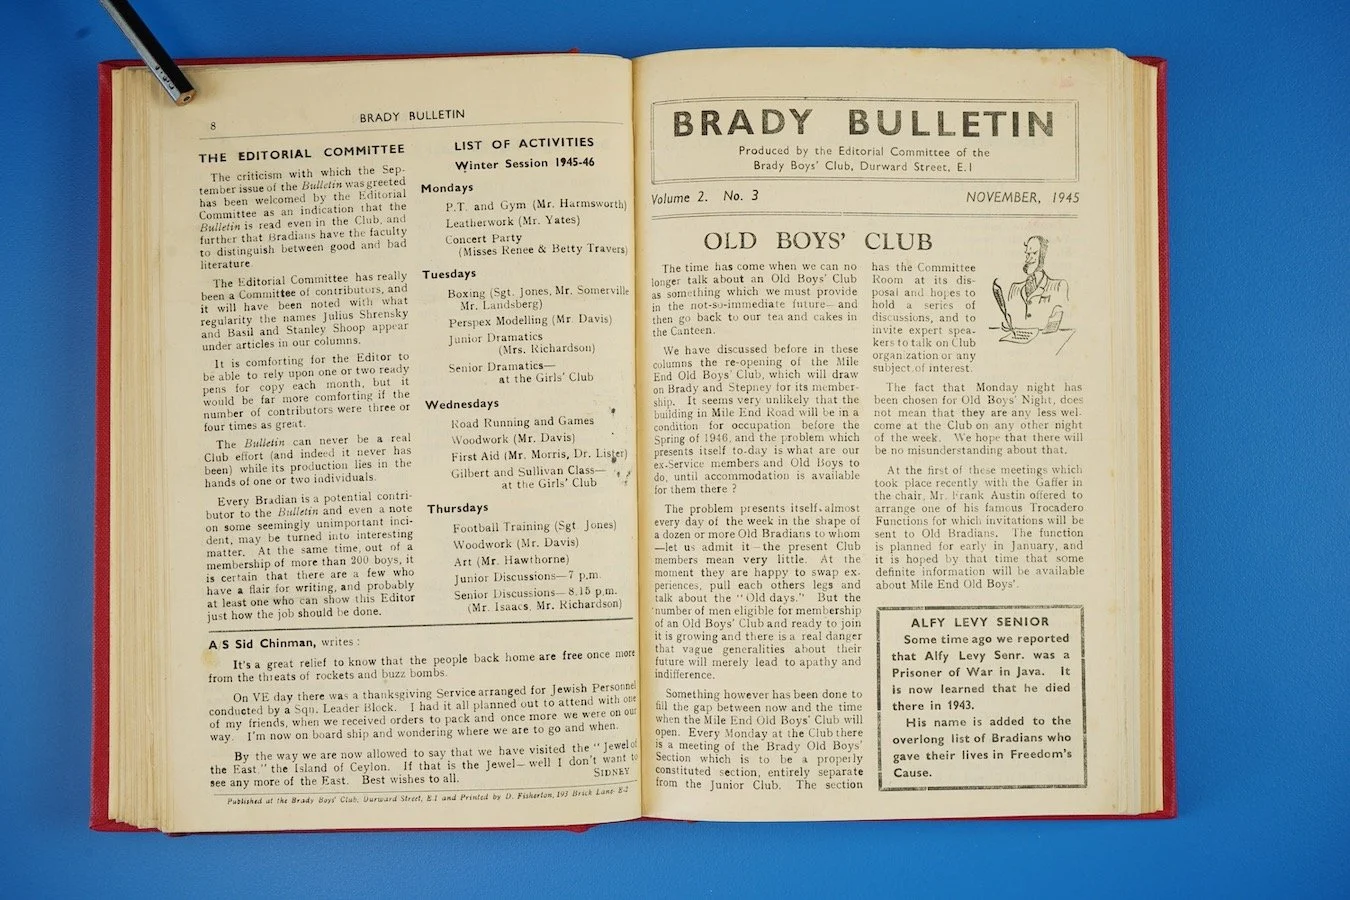 8
BRADY BULLETIN
THE EDITORIAL COMMITTEE
The criticism with which the Sep-
tember issue of the Bulletin was greeted
has been welcomed by the Editorial
Committee as an indication that the
Bulletin is read even in the Club, and
further that Bradians have the faculty
to distinguish between good and bad
literature
The Editorial Committee has really
been a Committee of contributors, and
it will have been noted with what
regularity the names Julius Shrensky
and Basil and Stanley Shoop appear
under articles in our columns.
It is comforting for the Editor to
be able to rely upon one or two ready
pens for copy each month, but it
would be far more comforting if the
number of contributors were three or
four times as great.
The Bulletin can never be a real
Club effort (and indeed it never has
been) while its production lies in the
hands of one or two individuals.
Every Bradian is a potential contri-
butor to the Bulletin and even a note
on some seemingly unimportant inci-
dent, may be turned into interesting
matter. At the same time, out of a
membership of more than 200 boys, it
is certain that there are a few who
have a flair for writing, and probably
at least one who can show this Editor
just how the job should be done.
LIST OF ACTIVITIES
Winter Session 1945-46
Mondays
P.T. and Gym (Mr. Harmsworth)
Leatherwork (Mr. Yates)
Concert Party
(Misses Renee & Betty Travers)
Tuesdays
Boxing (Sgt. Jones, Mr. Somerville
Mr. Landsberg)
Perspex Modelling (Mr. Davis)
Junior Dramatics
(Mrs. Richardson)
Senior Dramatics—
at the Girls' Club
Wednesdays
Road Running and Games
Woodwork (Mr. Davis)
First Aid (Mr. Morris, Dr. Lister)
Gilbert and Sullivan Class—
at the Girls' Club
Thursdays
Football Training (Sgt Jones)
Woodwork (Mr. Davis)
Art (Mr. Hawthorne)
Junior Discussions—7 p.m.
Senior Discussions—8.15 p.m.
(Mr. Isaacs, Mr. Richardson)
A/S Sid Chinman, writes :
It's a great relief to know that the people back home are free once more
from the threats of rockets and buzz bombs.
On VE day there was a thanksgiving Service arranged for Jewish Personnel
conducted by a Sqn. Leader Block. I had it all planned out to attend with one
of my friends, when we received orders to pack and once more we were on our
way. I'm now on board ship and wondering where we are to go and when.
By the way we are now allowed to say that we have visited the "Jewel of
the East," the Island of Ceylon. If that is the Jewel—well I don't want to
see any more of the East. Best wishes to all. SIDNEY
Published at the Brady Boys' Club, Durward Street, E.1 and Printed by D. Fisherton, 193 Brick Lane E.2
BRADY BULLETIN
Produced by the Editorial Committee of the
Brady Boys' Club, Durward Street, E.1
Volume 2. No. 3 NOVEMBER, 1945
OLD BOYS' CLUB
The time has come when we can no
longer talk about an Old Boys' Club
as something which we must provide
in the not-so-immediate future—and
then go back to our tea and cakes in
the Canteen.
We have discussed before in these
columns the re-opening of the Mile
End Old Boys' Club, which will draw
on Brady and Stepney for its member-
ship. It seems very unlikely that the
building in Mile End Road will be in a
condition for occupation before the
Spring of 1946, and the problem which
presents itself to-day is what are our
ex-Service members and Old Boys to
do, until accommodation is available
for them there ?
The problem presents itself almost
every day of the week in the shape of
a dozen or more Old Bradians to whom
—let us admit it—the present Club
members mean very little. At the
moment they are happy to swap ex-
periences, pull each others legs and
talk about the "Old days." But the
number of men eligible for membership
of an Old Boys' Club and ready to join
it is growing and there is a real danger
that vague generalities about their
future will merely lead to apathy and
indifference.
Something however has been done to
fill the gap between now and the time
when the Mile End Old Boys' Club will
open. Every Monday at the Club there
is a meeting of the Brady Old Boys'
Section which is to be a properly
constituted section, entirely separate
from the Junior Club. The section
has the Committee
Room at its dis-
posal and hopes to
hold a series of
discussions, and to
invite expert spea-
kers to talk on Club
organization or any
subject of interest.
The fact that Monday night has
been chosen for Old Boys' Night, does
not mean that they are any less wel-
come at the Club on any other night
of the week. We hope that there will
be no misunderstanding about that.
At the first of these meetings which
took place recently with the Gaffer in
the chair, Mr. Frank Austin offered to
arrange one of his famous Trocadero
Functions for which invitations will be
sent to Old Bradians. The function
is planned for early in January, and
it is hoped by that time that some
definite information will be available
about Mile End Old Boys'.
ALFY LEVY SENIOR
Some time ago we reported
that Alfy Levy Senr. was a
Prisoner of War in Java. It
is now learned that he died
there in 1943.
His name is added to the
overlong list of Bradians who
gave their lives in Freedom's
Cause.